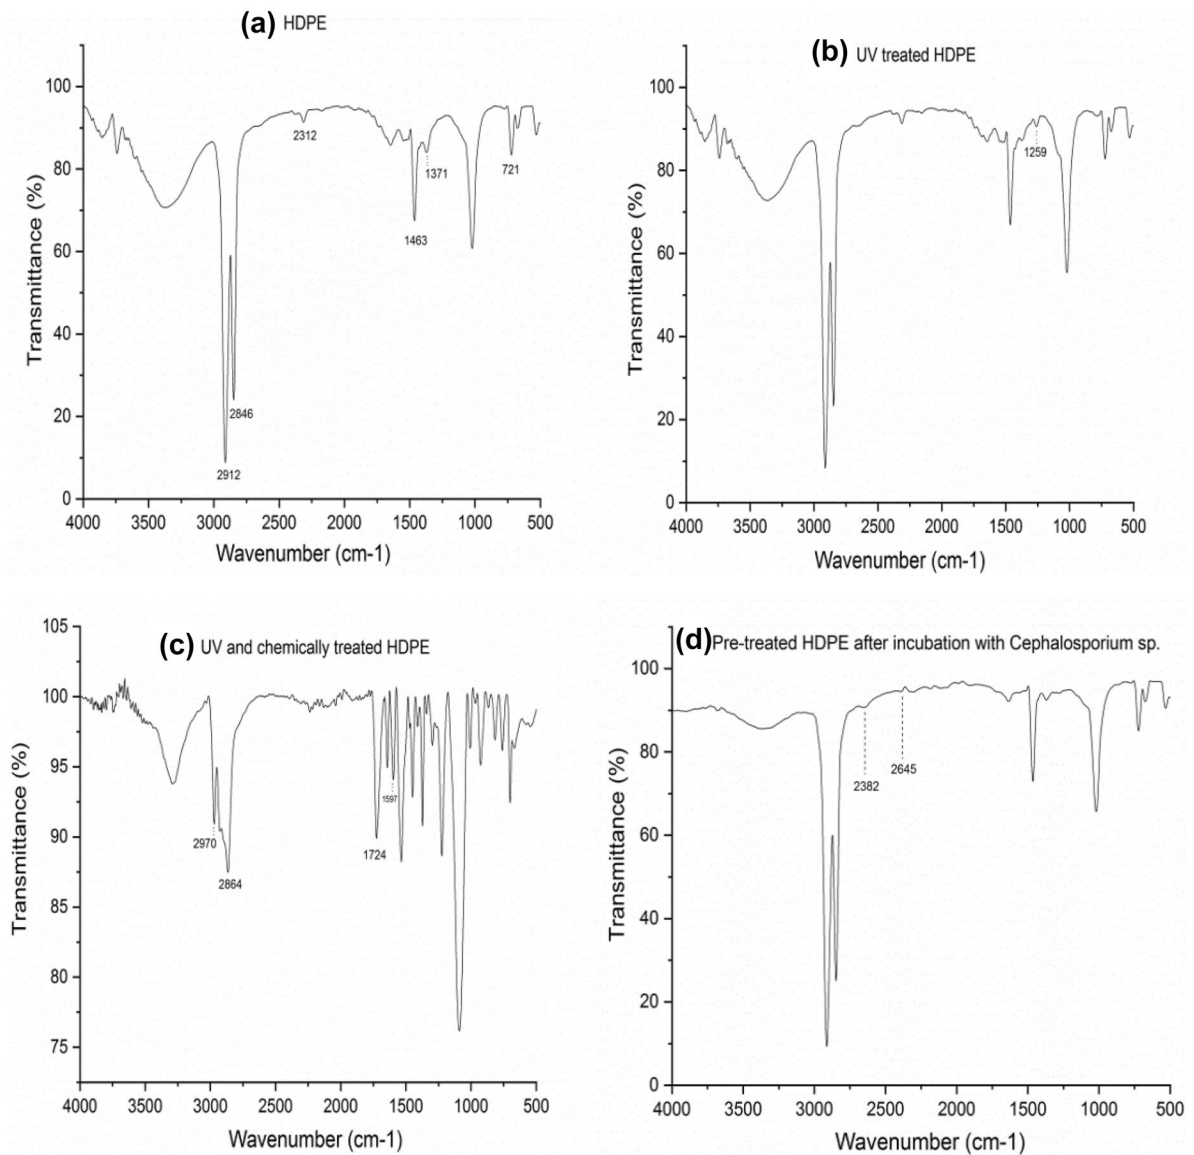 (a) HDPE
100
80
60
40
20
0
2312
1371
1463
721
2846
2912
4000 3500 3000 2500 2000 1500 1000 500
Wavenumber (cm-1)
Transmittance (%)
(b) UV treated HDPE
100
80
60
40
20
0
1259
4000 3500 3000 2500 2000 1500 1000 500
Wavenumber (cm-1)
Transmittance (%)
(c) UV and chemically treated HDPE
105
100
95
90
85
80
75
1597
2970
1724
2864
4000 3500 3000 2500 2000 1500 1000 500
Wavenumber (cm-1)
Transmittance (%)
(d) Pre-treated HDPE after incubation with Cephalosporium sp.
100
80
60
40
20
0
2645
2382
4000 3500 3000 2500 2000 1500 1000 500
Wavenumber (cm-1)
Transmittance (%)